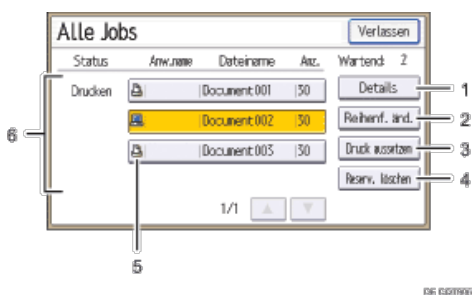 Alle Jobs Verlassen
Status Anw.name Dateiname Anz. Wartend: 2
Drucken Document 001 30 Details 1
Document 002 30 Reihenf. änd. 2
Document 003 30 Druck aussetzen 3
Reserv. löschen 4
6
1/1
5